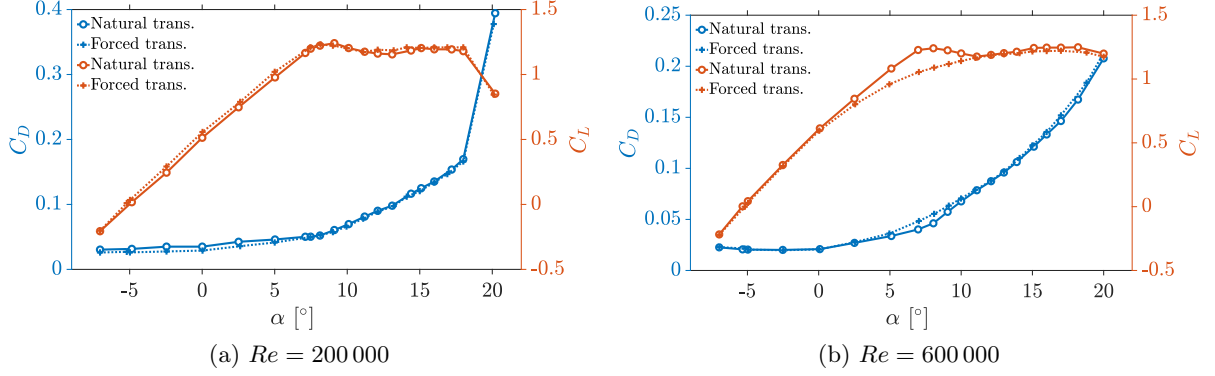 0.4
0.3
0.2
0.1
0
C_D
Natural trans.
Forced trans.
Natural trans.
Forced trans.
1.5
1
0.5
0
-0.5
C_L
-5 0 5 10 15 20
α [°]
(a) Re = 200 000
0.25
0.2
0.15
0.1
0.05
0
C_D
Natural trans.
Forced trans.
Natural trans.
Forced trans.
1.5
1
0.5
0
-0.5
C_L
-5 0 5 10 15 20
α [°]
(b) Re = 600 000